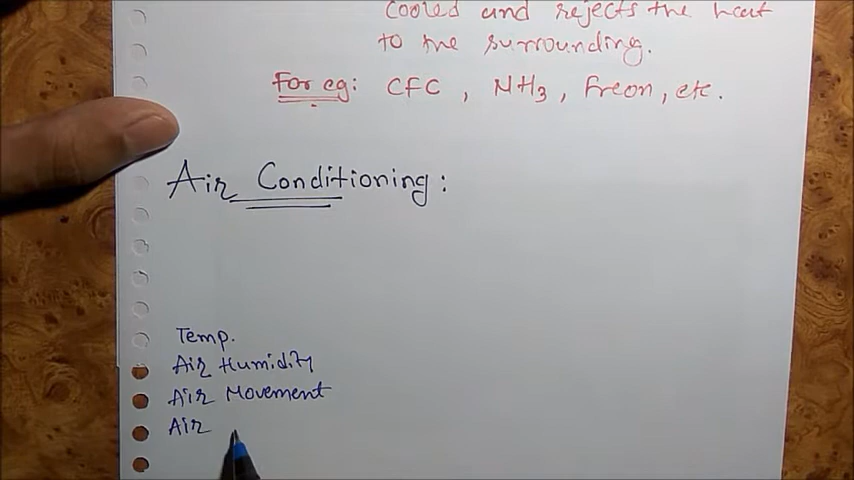 cooled and rejects the heat
to the surrounding.
For eg: CFC, NH3, Freon, etc.
Air Conditioning:
Temp.
Air Humidity
Air Movement
Air